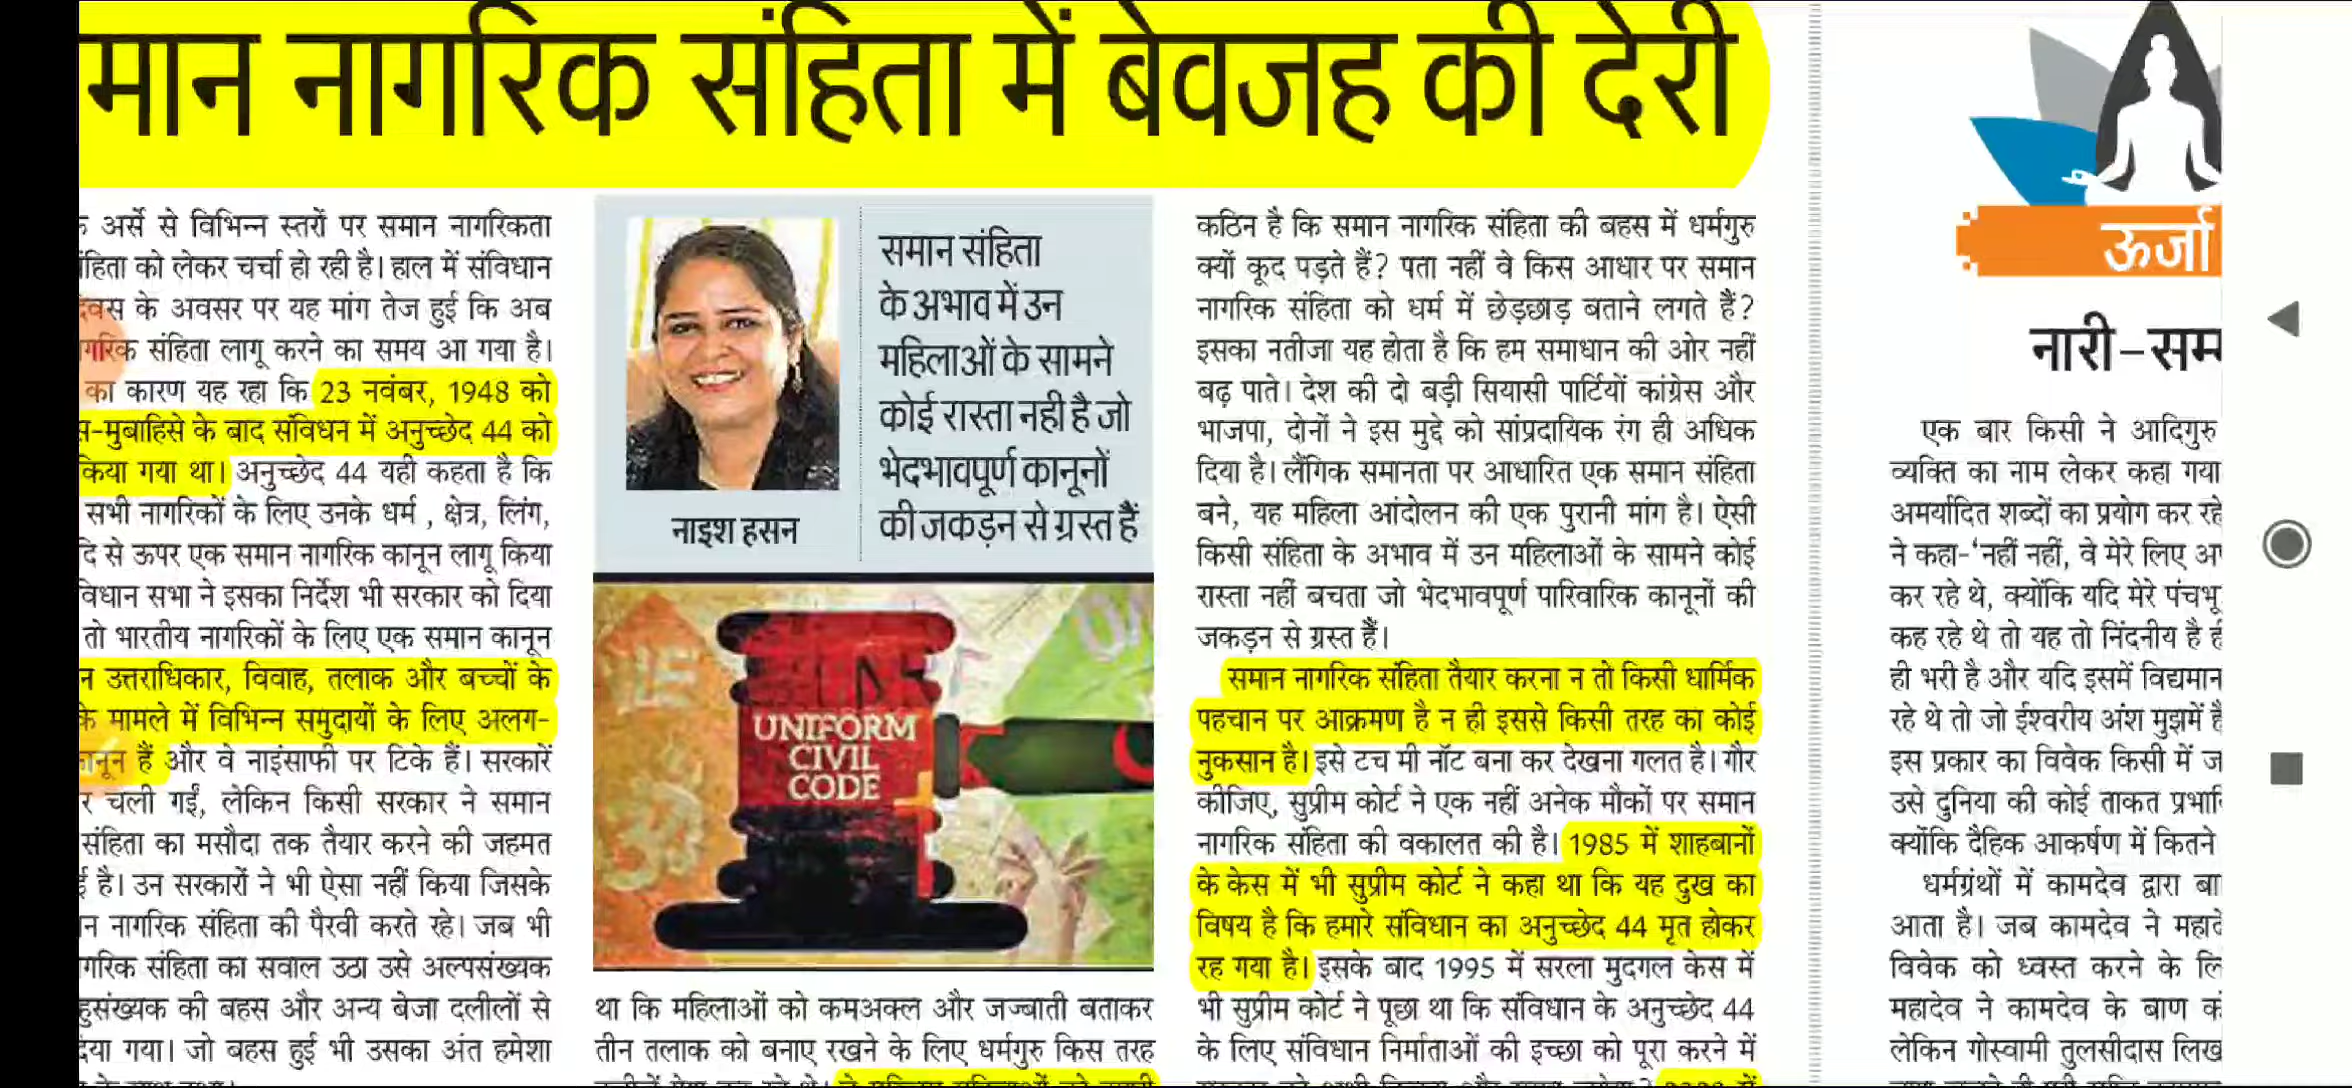 मान नागरिक संहिता में बेवजह की देरी
अर्से से विभिन्न स्तरों पर समान नागरिकता
हिता को लेकर चर्चा हो रही है। हाल में संविधान
वस के अवसर पर यह मांग तेज हुई कि अब
गरिक संहिता लागू करने का समय आ गया है।
का कारण यह रहा कि 23 नवंबर, 1948 को
स-मुबाहिसे के बाद संविधन में अनुच्छेद 44 को
किया गया था। अनुच्छेद 44 यही कहता है कि
सभी नागरिकों के लिए उनके धर्म , क्षेत्र, लिंग,
दि से ऊपर एक समान नागरिक कानून लागू किया
विधान सभा ने इसका निर्देश भी सरकार को दिया
तो भारतीय नागरिकों के लिए एक समान कानून
न उत्तराधिकार, विवाह, तलाक और बच्चों के
के मामले में विभिन्न समुदायों के लिए अलग-
कानून हैं और वे नाइंसाफी पर टिके हैं। सरकारें
र चली गईं, लेकिन किसी सरकार ने समान
संहिता का मसौदा तक तैयार करने की जहमत
ई है। उन सरकारों ने भी ऐसा नहीं किया जिसके
न नागरिक संहिता की पैरवी करते रहे। जब भी
गरिक संहिता का सवाल उठा उसे अल्पसंख्यक
हुसंख्यक की बहस और अन्य बेजा दलीलों से
दिया गया। जो बहस हुई भी उसका अंत हमेशा
नाइश हसन
समान संहिता
के अभाव में उन
महिलाओं के सामने
कोई रास्ता नही है जो
भेदभावपूर्ण कानूनों
की जकड़न से ग्रस्त हैं
UNIFORM
CIVIL
CODE
था कि महिलाओं को कमअक्ल और जज्बाती बताकर
तीन तलाक को बनाए रखने के लिए धर्मगुरु किस तरह
कठिन है कि समान नागरिक संहिता की बहस में धर्मगुरु
क्यों कूद पड़ते हैं? पता नहीं वे किस आधार पर समान
नागरिक संहिता को धर्म में छेड़छाड़ बताने लगते हैं?
इसका नतीजा यह होता है कि हम समाधान की ओर नहीं
बढ़ पाते। देश की दो बड़ी सियासी पार्टियों कांग्रेस और
भाजपा, दोनों ने इस मुद्दे को सांप्रदायिक रंग ही अधिक
दिया है। लैंगिक समानता पर आधारित एक समान संहिता
बने, यह महिला आंदोलन की एक पुरानी मांग है। ऐसी
किसी संहिता के अभाव में उन महिलाओं के सामने कोई
रास्ता नहीं बचता जो भेदभावपूर्ण पारिवारिक कानूनों की
जकड़न से ग्रस्त हैं।
समान नागरिक संहिता तैयार करना न तो किसी धार्मिक
पहचान पर आक्रमण है न ही इससे किसी तरह का कोई
नुकसान है। इसे टच मी नॉट बना कर देखना गलत है। गौर
कीजिए, सुप्रीम कोर्ट ने एक नहीं अनेक मौकों पर समान
नागरिक संहिता की वकालत की है। 1985 में शाहबानों
के केस में भी सुप्रीम कोर्ट ने कहा था कि यह दुख का
विषय है कि हमारे संविधान का अनुच्छेद 44 मृत होकर
रह गया है। इसके बाद 1995 में सरला मुदगल केस में
भी सुप्रीम कोर्ट ने पूछा था कि संविधान के अनुच्छेद 44
के लिए संविधान निर्माताओं की इच्छा को पूरा करने में
ऊर्जा
नारी-सम
एक बार किसी ने आदिगुरु
व्यक्ति का नाम लेकर कहा गया
अमर्यादित शब्दों का प्रयोग कर रहे
ने कहा-‘नहीं नहीं, वे मेरे लिए अ
कर रहे थे, क्योंकि यदि मेरे पंचभू
कह रहे थे तो यह तो निंदनीय है ह
ही भरी है और यदि इसमें विद्यमान
रहे थे तो जो ईश्वरीय अंश मुझमें है
इस प्रकार का विवेक किसी में ज
उसे दुनिया की कोई ताकत प्रभावि
क्योंकि दैहिक आकर्षण में कितने
धर्मग्रंथों में कामदेव द्वारा बा
आता है। जब कामदेव ने महादे
विवेक को ध्वस्त करने के लि
महादेव ने कामदेव के बाण क
लेकिन गोस्वामी तुलसीदास लिख